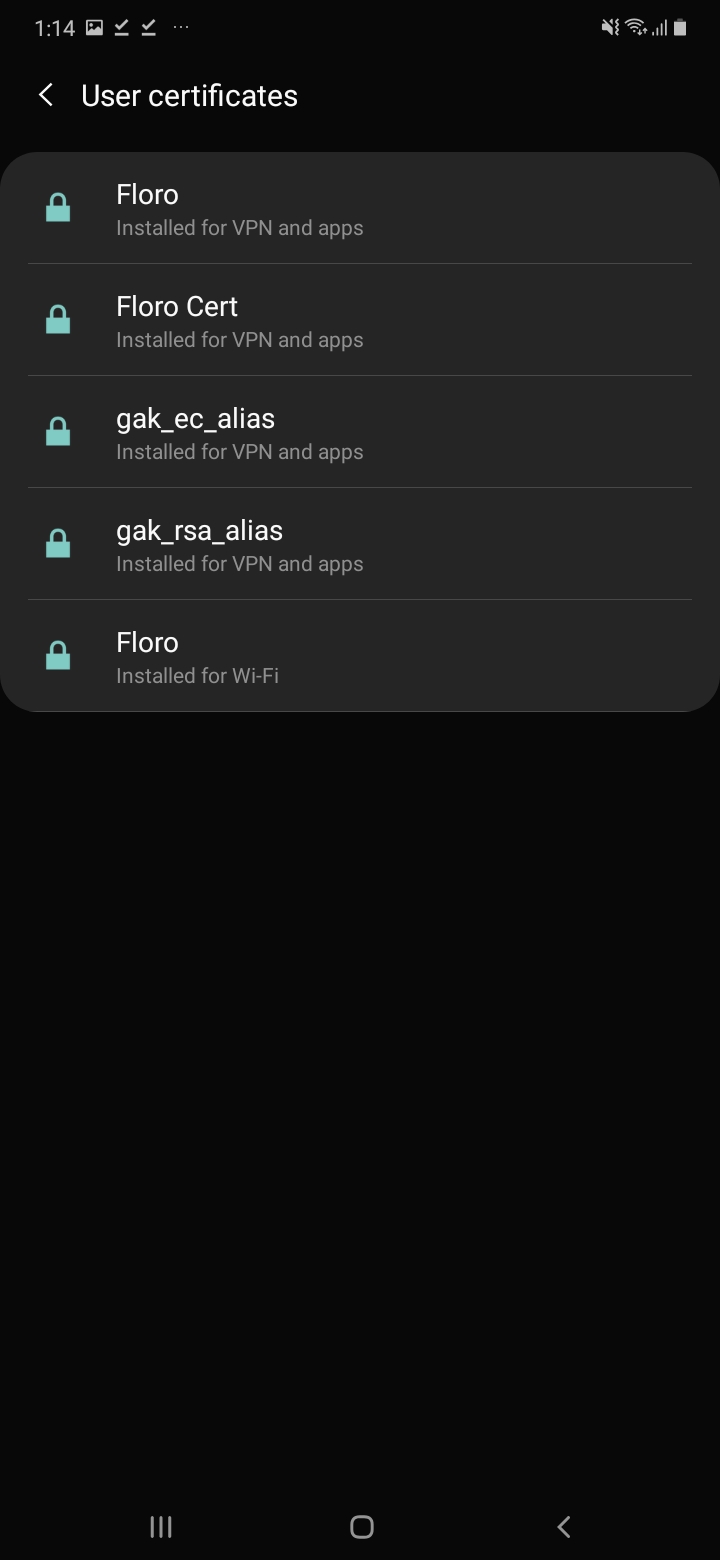 1:14
User certificates
Floro
Installed for VPN and apps
Floro Cert
Installed for VPN and apps
gak_ec_alias
Installed for VPN and apps
gak_rsa_alias
Installed for VPN and apps
Floro
Installed for Wi-Fi